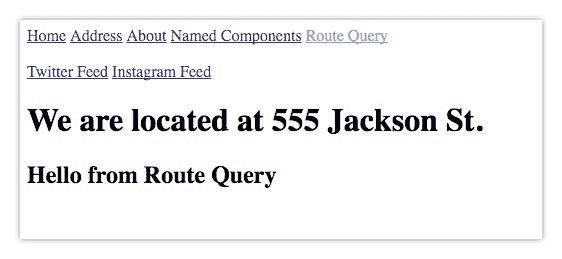 Home Address About Named Components Route Query
Twitter Feed Instagram Feed
We are located at 555 Jackson St.
Hello from Route Query